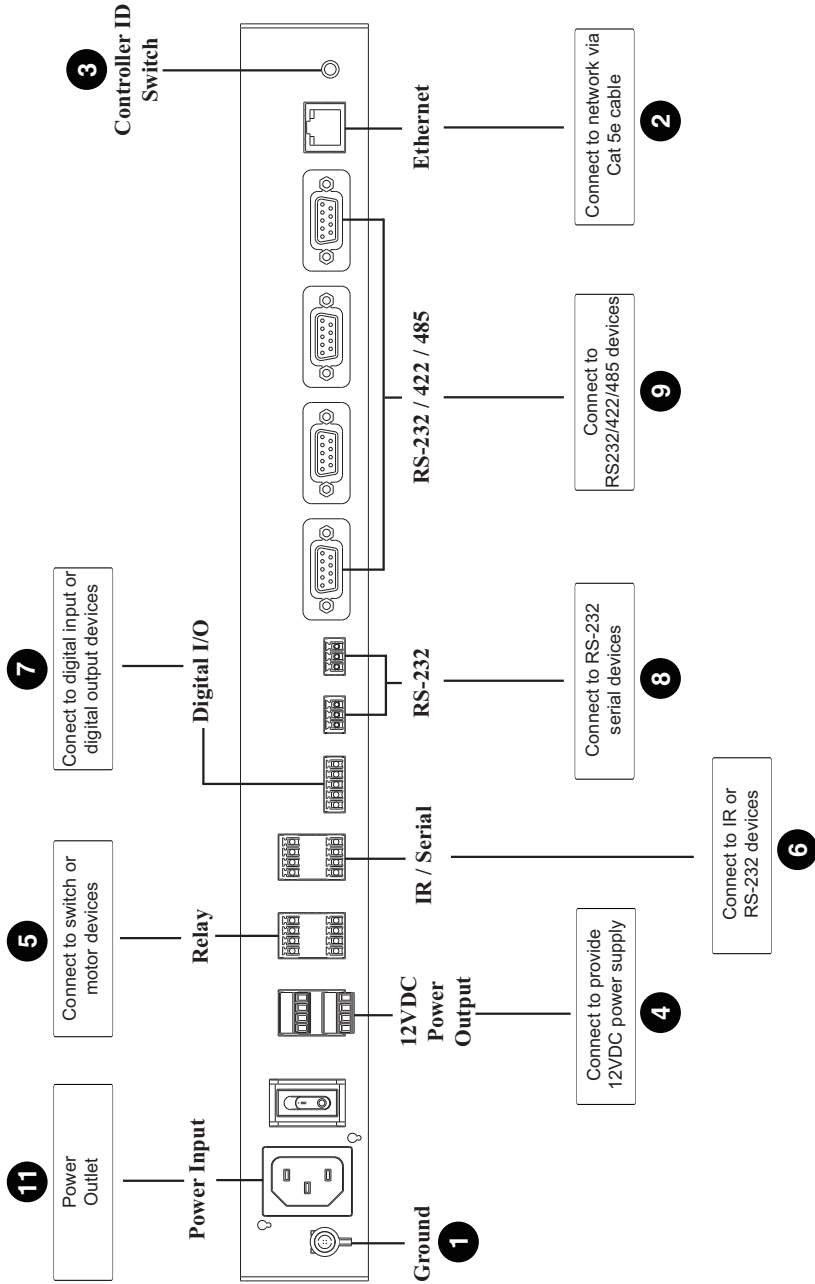 11
Power
Outlet
Power Input
5
Connect to switch or
motor devices
Relay
7
Conect to digital input or
digital output devices
Digital I/O
3
Controller ID
Switch
Ground
1
12VDC
Power
Output
Connect to provide
12VDC power supply
4
IR / Serial
Connect to IR or
RS-232 devices
6
RS-232
Connect to RS-232
serial devices
8
RS-232 / 422 / 485
Connect to
RS232/422/485 devices
9
Ethernet
Connect to network via
Cat 5e cable
2